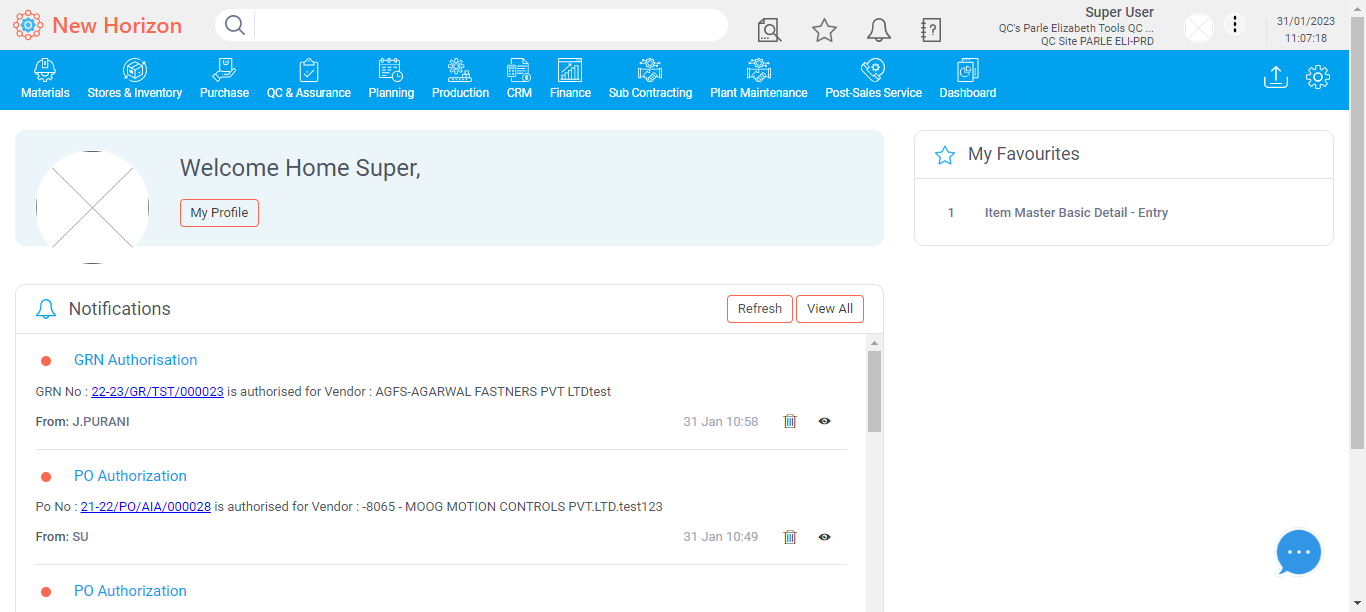 New Horizon
Super User
QC's Parle Elizabeth Tools QC ...
QC Site PARLE ELI-PRD
31/01/2023
11:07:18
Materials
Stores & Inventory
Purchase
QC & Assurance
Planning
Production
CRM
Finance
Sub Contracting
Plant Maintenance
Post-Sales Service
Dashboard
Welcome Home Super,
My Profile
My Favourites
1 Item Master Basic Detail - Entry
Notifications
Refresh
View All
GRN Authorisation
GRN No : 22-23/GR/TST/000023 is authorised for Vendor : AGFS-AGARWAL FASTNERS PVT LTDtest
From: J.PURANI 31 Jan 10:58
PO Authorization
Po No : 21-22/PO/AIA/000028 is authorised for Vendor : -8065 - MOOG MOTION CONTROLS PVT.LTD.test123
From: SU 31 Jan 10:49
PO Authorization